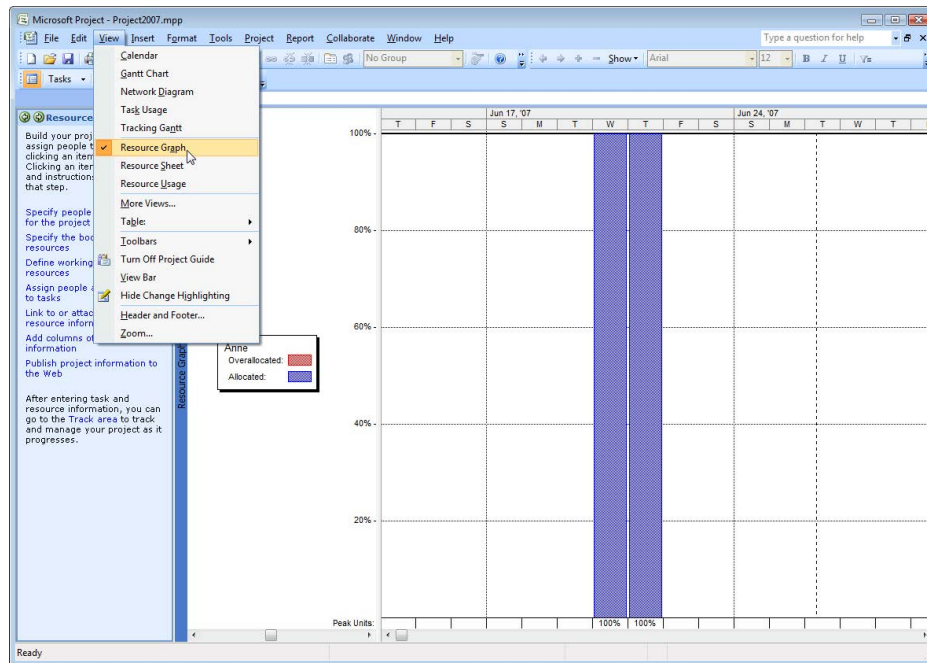 Microsoft Project - Project2007.mpp
File Edit View Insert Format Tools Project Report Collaborate Window Help
Type a question for help
No Group
Show
Arial
12
B I U
Tasks
Calendar
Gantt Chart
Network Diagram
Task Usage
Tracking Gantt
Resource Graph
Resource Sheet
Resource Usage
More Views...
Table:
Toolbars
Turn Off Project Guide
View Bar
Hide Change Highlighting
Header and Footer...
Zoom...
Resource
Build your proj
assign people t
clicking an item
Clicking an iter
and instruction
that step.
Specify people
for the project
Specify the boo
resources
Define working
resources
Assign people
to tasks
Link to or attac
resource inform
Add columns of
information
Publish project information to
the Web
After entering task and
resource information, you can
go to the Track area to track
and manage your project as it
progresses.
Resource Graph
Anne
Overallocated:
Allocated:
Jun 17, '07
Jun 24, '07
T F S S M T W T F S S M T W T
100%
80%
60%
40%
20%
Peak Units:
100% 100%
Ready